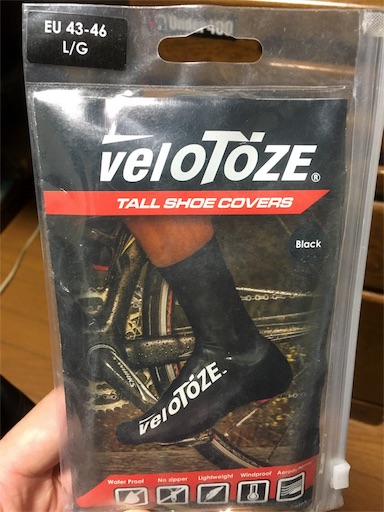 EU 43-46
L/G
veloTOZE®
TALL SHOE COVERS
Black
veloTOZE
Water Proof
No zipper
Lightweight
Windproof